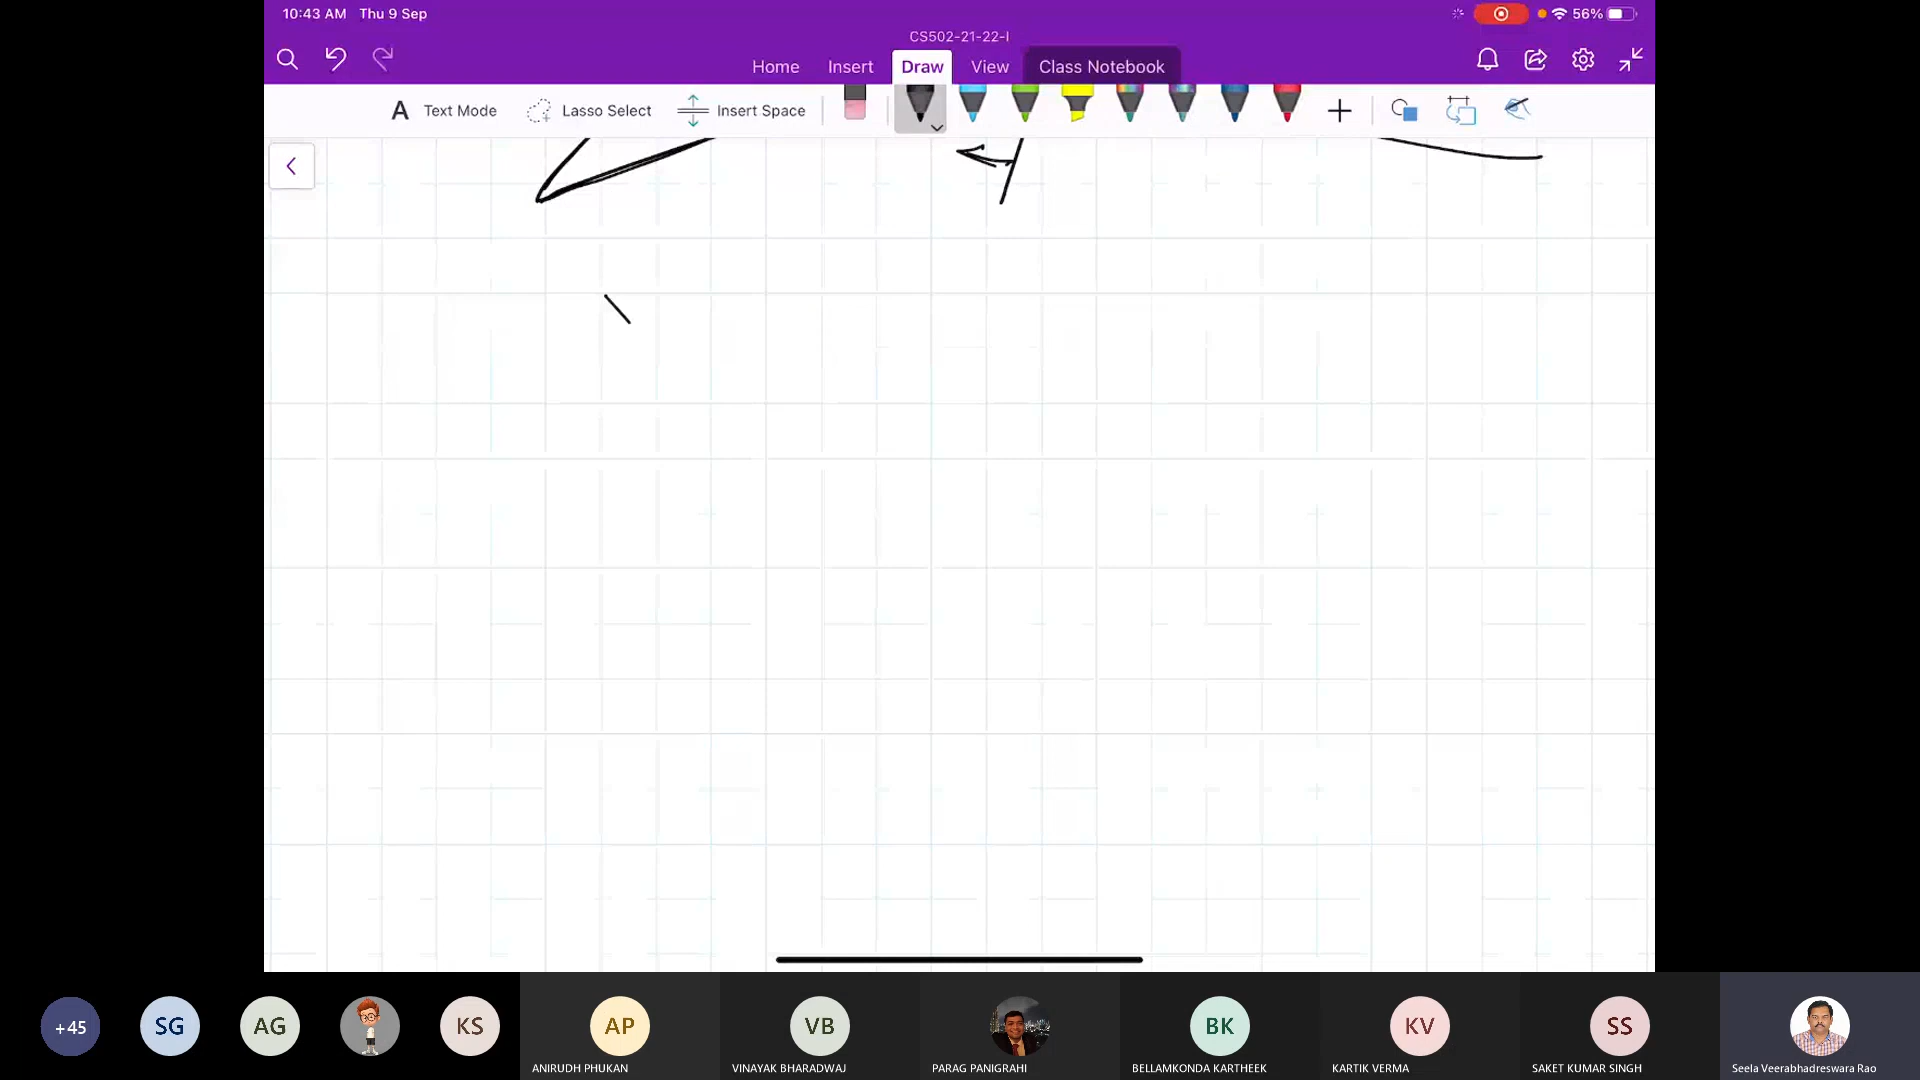 10:43 AM Thu 9 Sep 56%
CS502-21-22-I
Home Insert Draw View Class Notebook
A Text Mode Lasso Select Insert Space
+45 SG AG KS AP VB BK KV SS
ANIRUDH PHUKAN VINAYAK BHARADWAJ PARAG PANIGRAHI BELLAMKONDA KARTHEEK KARTIK VERMA SAKET KUMAR SINGH Seela Veerabhadreswara Rao